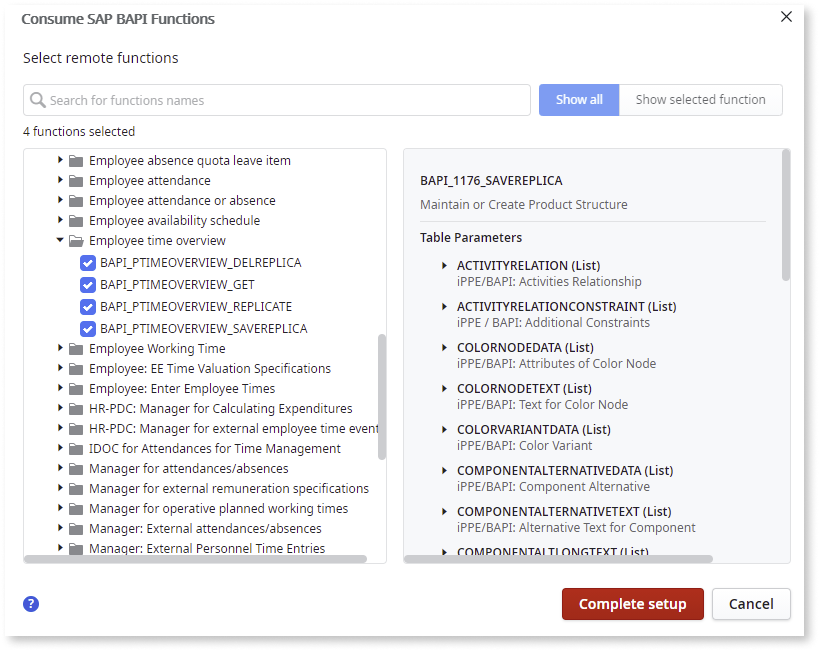 Consume SAP BAPI Functions
Select remote functions
Search for functions names
Show all
Show selected function
4 functions selected
Employee absence quota leave item
Employee attendance
Employee attendance or absence
Employee availability schedule
Employee time overview
BAPI_PTIMEOVERVIEW_DELREPLICA
BAPI_PTIMEOVERVIEW_GET
BAPI_PTIMEOVERVIEW_REPLICATE
BAPI_PTIMEOVERVIEW_SAVEREPLICA
Employee Working Time
Employee: EE Time Valuation Specifications
Employee: Enter Employee Times
HR-PDC: Manager for Calculating Expenditures
HR-PDC: Manager for external employee time event
IDOC for Attendances for Time Management
Manager for attendances/absences
Manager for external remuneration specifications
Manager for operative planned working times
Manager: External attendances/absences
Manager: External Personnel Time Entries
BAPI_1176_SAVEREPLICA
Maintain or Create Product Structure
Table Parameters
ACTIVITYRELATION (List)
iPPE/BAPI: Activities Relationship
ACTIVITYRELATIONCONSTRAINT (List)
iPPE / BAPI: Additional Constraints
COLORNODEDATA (List)
iPPE/BAPI: Attributes of Color Node
COLORNODETEXT (List)
iPPE/BAPI: Text for Color Node
COLORVARIANTDATA (List)
iPPE/BAPI: Color Variant
COMPONENTALTERNATIVEDATA (List)
iPPE/BAPI: Component Alternative
COMPONENTALTERNATIVETEXT (List)
iPPE/BAPI: Alternative Text for Component
COMPONENTALTLONGTEXT (List)
?
Complete setup
Cancel